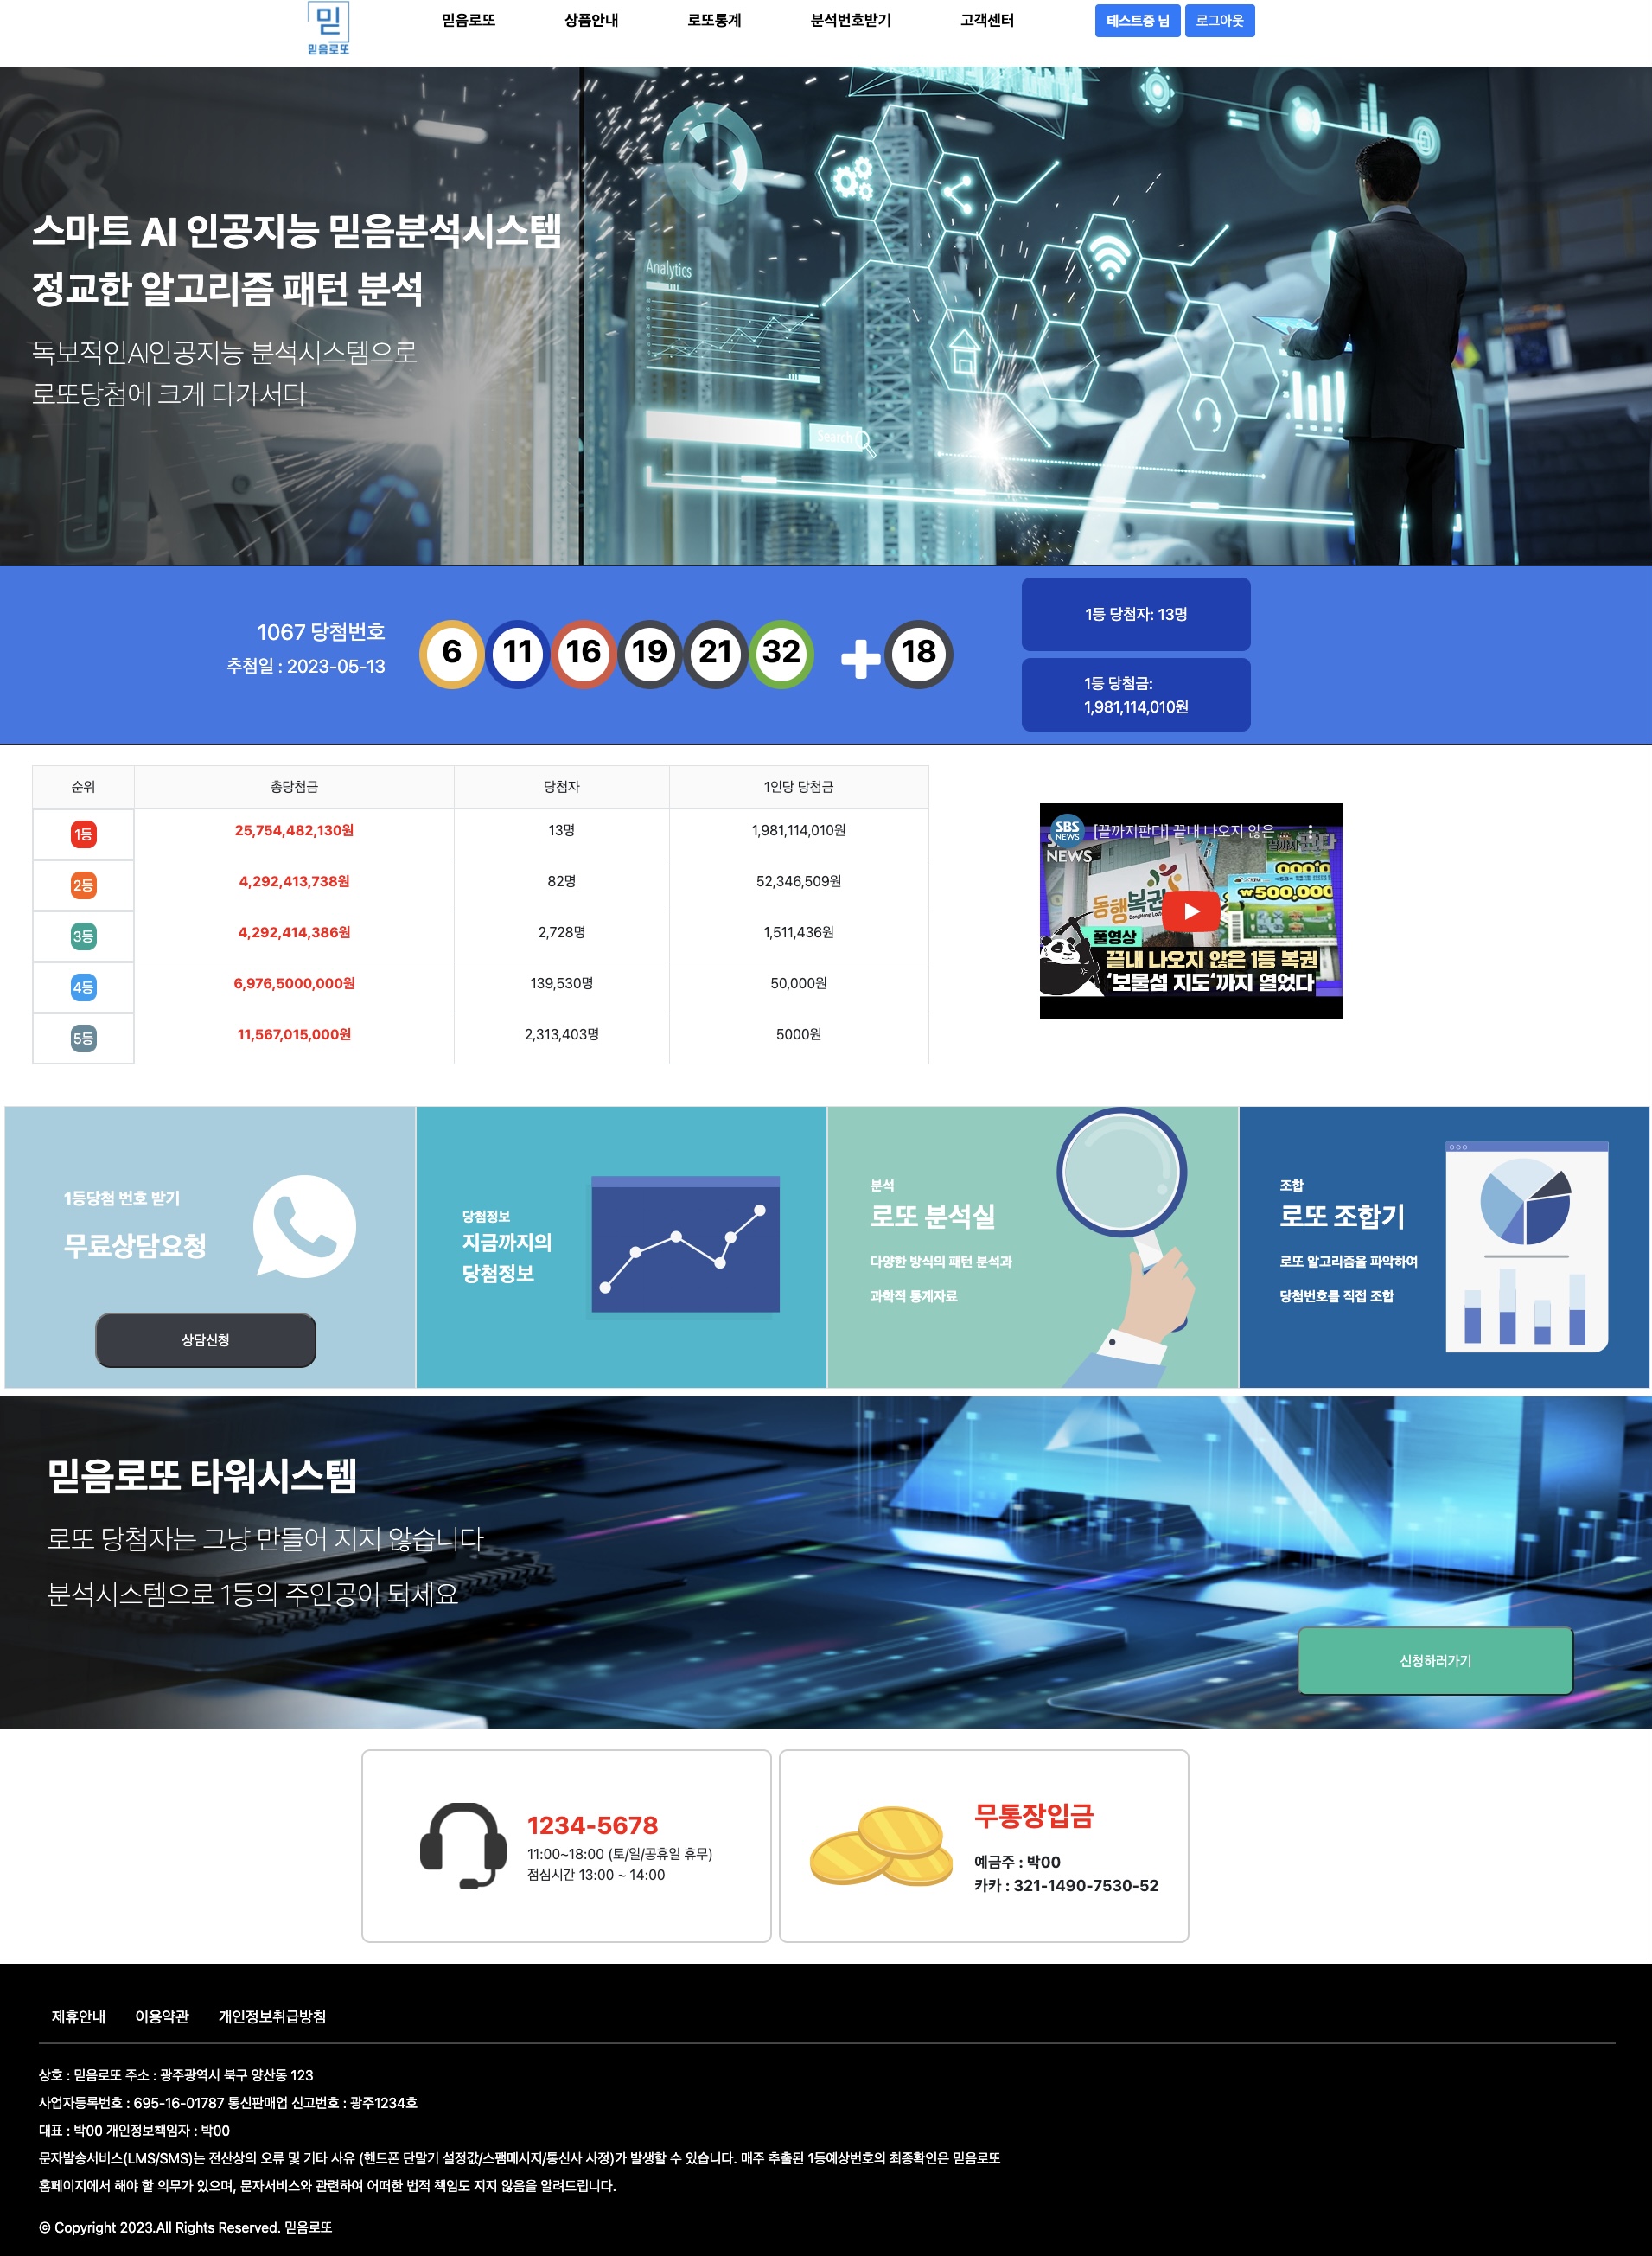 믿
믿음로또
믿음로또
상품안내
로또통계
분석번호받기
고객센터
테스트중 님
로그아웃
스마트 AI 인공지능 믿음분석시스템
정교한 알고리즘 패턴 분석
독보적인AI인공지능 분석시스템으로
로또당첨에 크게 다가서다
Analytics
Search
1067 당첨번호
추첨일 : 2023-05-13
6 11 16 19 21 32 + 18
1등 당첨자: 13명
1등 당첨금:
1,981,114,010원
순위 총당첨금 당첨자 1인당 당첨금
1등 25,754,482,130원 13명 1,981,114,010원
2등 4,292,413,738원 82명 52,346,509원
3등 4,292,414,386원 2,728명 1,511,436원
4등 6,976,5000,000원 139,530명 50,000원
5등 11,567,015,000원 2,313,403명 5000원
SBS
NEWS
[끝까지판다] 끝내 나오지 않은 ...
NEWS
동행복권
₩500,000
풀영상
끝내 나오지 않은 1등 복권
'보물섬 지도'까지 열었다
1등당첨 번호 받기
무료상담요청
상담신청
당첨정보
지금까지의
당첨정보
분석
로또 분석실
다양한 방식의 패턴 분석과
과학적 통계자료
조합
로또 조합기
로또 알고리즘을 파악하여
당첨번호를 직접 조합
믿음로또 타워시스템
로또 당첨자는 그냥 만들어 지지 않습니다
분석시스템으로 1등의 주인공이 되세요
신청하러가기
1234-5678
11:00~18:00 (토/일/공휴일 휴무)
점심시간 13:00 ~ 14:00
무통장입금
예금주 : 박00
카카 : 321-1490-7530-52
제휴안내 이용약관 개인정보취급방침
상호 : 믿음로또 주소 : 광주광역시 북구 양산동 123
사업자등록번호 : 695-16-01787 통신판매업 신고번호 : 광주1234호
대표 : 박00 개인정보책임자 : 박00
문자발송서비스(LMS/SMS)는 전산상의 오류 및 기타 사유 (핸드폰 단말기 설정값/스팸메시지/통신사 사정)가 발생할 수 있습니다. 매주 추출된 1등예상번호의 최종확인은 믿음로또
홈페이지에서 해야 할 의무가 있으며, 문자서비스와 관련하여 어떠한 법적 책임도 지지 않음을 알려드립니다.
© Copyright 2023.All Rights Reserved. 믿음로또